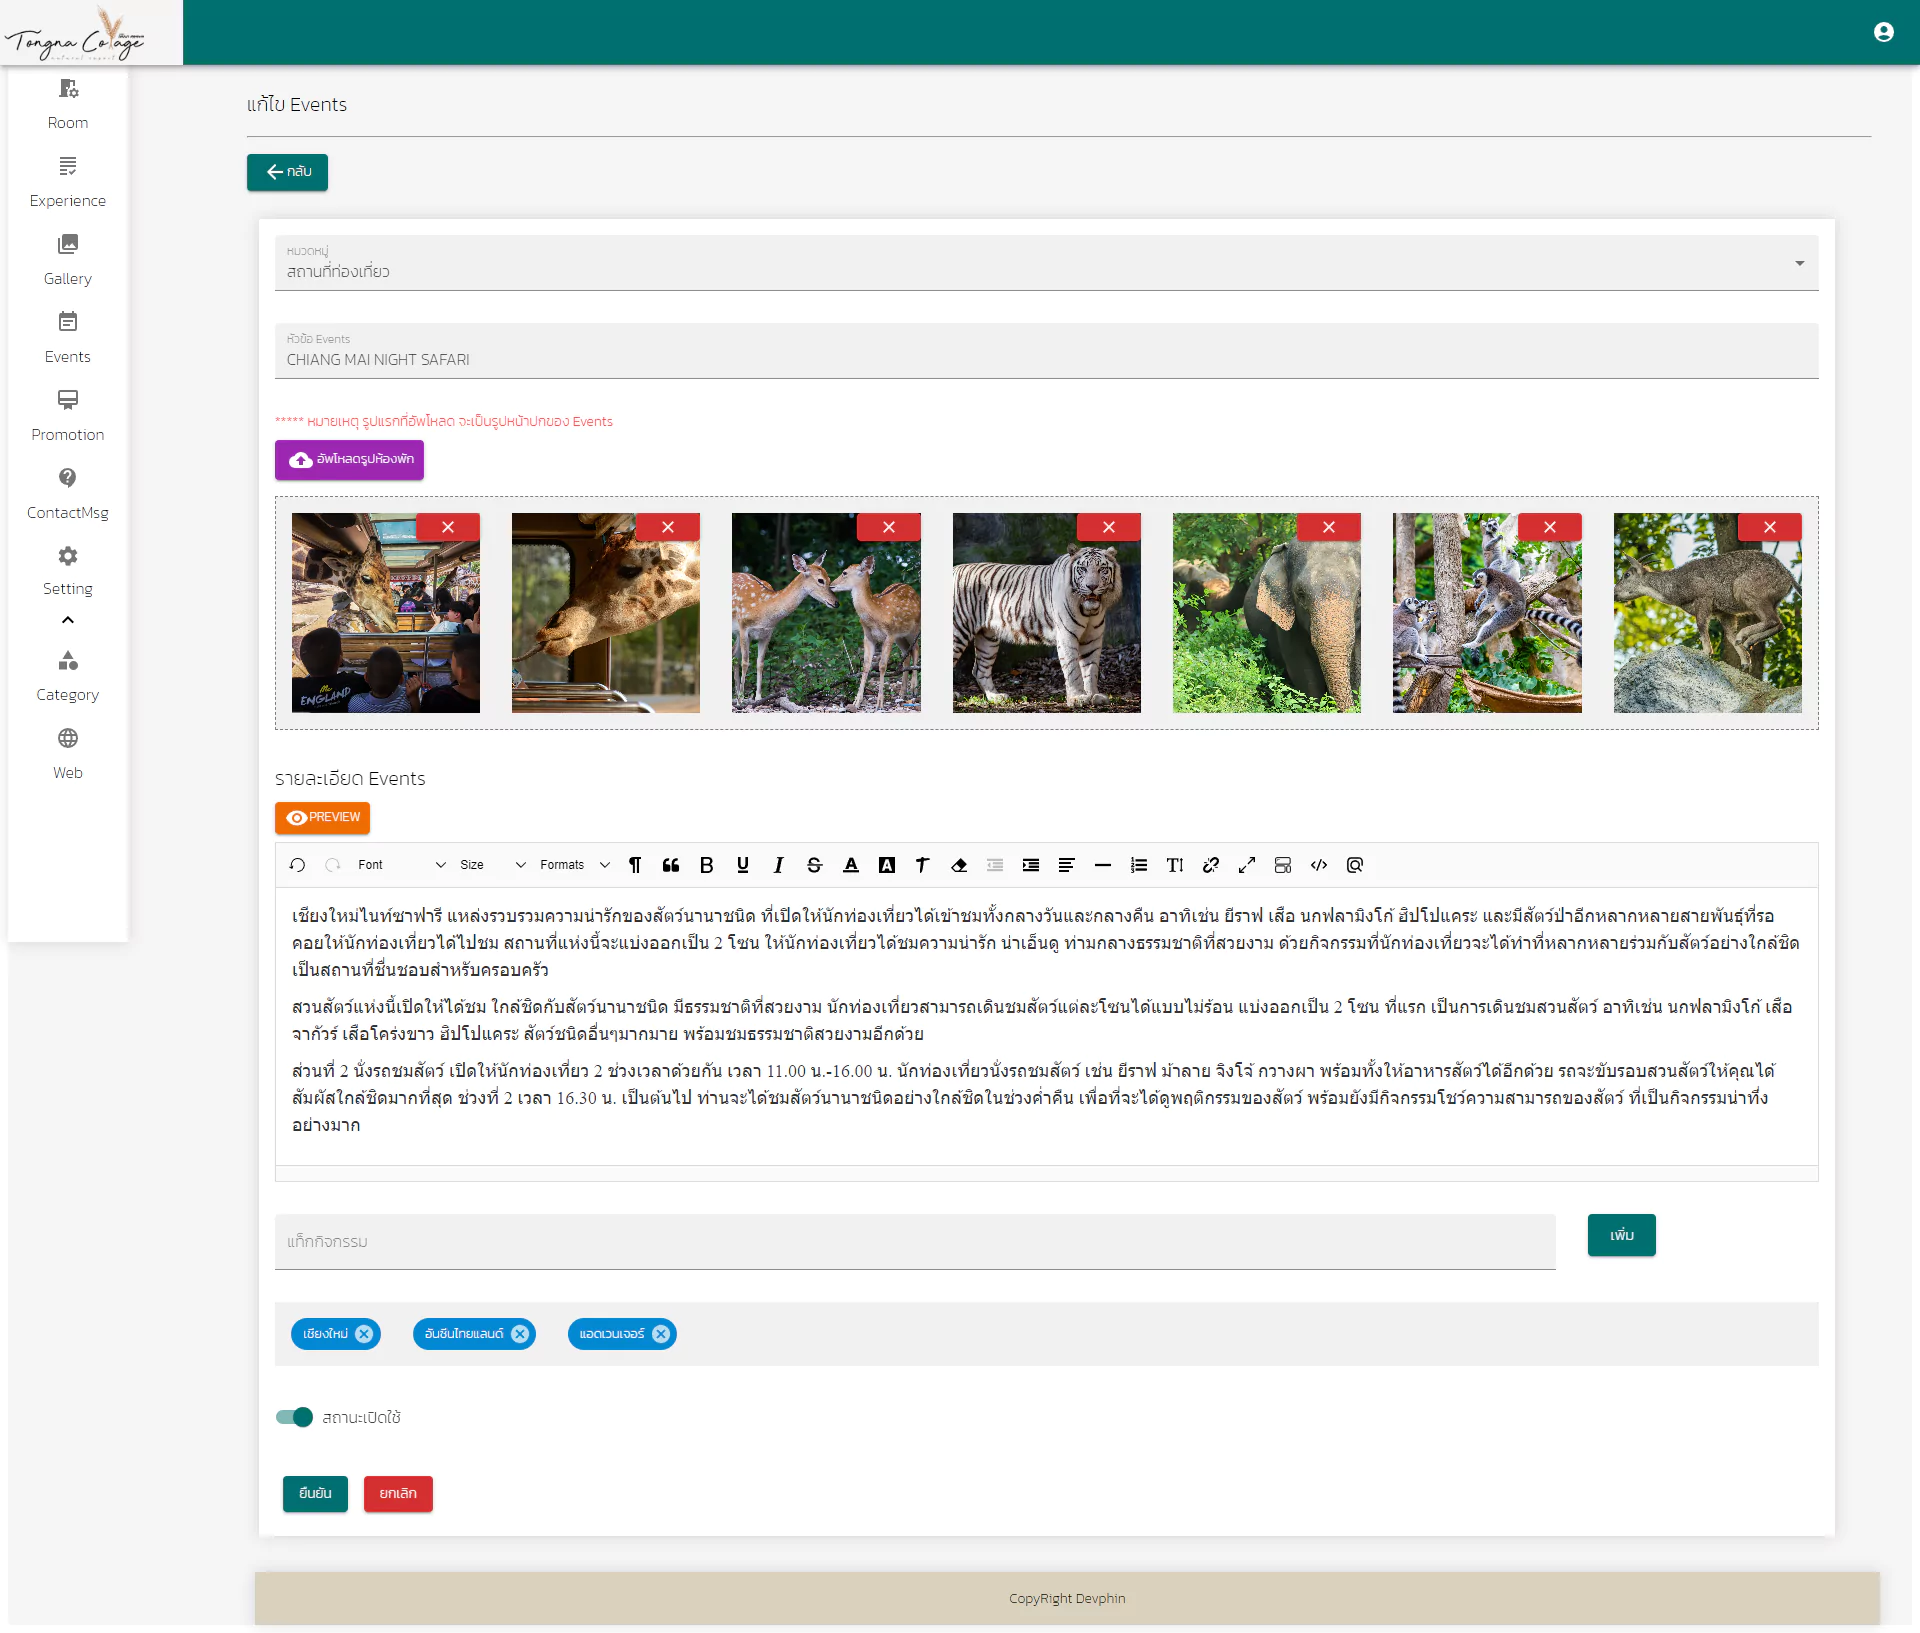 Tongna Cottage
natural resort
Room
Experience
Gallery
Events
Promotion
ContactMsg
Setting
Category
Web
แก้ไข Events
กลับ
หมวดหมู่
สถานที่ท่องเที่ยว
หัวข้อ Events
CHIANG MAI NIGHT SAFARI
***** หมายเหตุ รูปแรกที่อัพโหลด จะเป็นรูปหน้าปกของ Events
อัพโหลดรูปห้องพัก
ENGLAND
รายละเอียด Events
PREVIEW
Font Size Formats
เชียงใหม่ไนท์ซาฟารี แหล่งรวบรวมความน่ารักของสัตว์นานาชนิด ที่เปิดให้นักท่องเที่ยวได้เข้าชมทั้งกลางวันและกลางคืน อาทิเช่น ยีราฟ เสือ นกฟลามิงโก้ ฮิปโปแคระ และมีสัตว์ป่าอีกหลากหลายสายพันธุ์ที่รอ
คอยให้นักท่องเที่ยวได้ไปชม สถานที่แห่งนี้จะแบ่งออกเป็น 2 โซน ให้นักท่องเที่ยวได้ชมความน่ารัก น่าเอ็นดู ท่ามกลางธรรมชาติที่สวยงาม ด้วยกิจกรรมที่นักท่องเที่ยวจะได้ทำที่หลากหลายร่วมกับสัตว์อย่างใกล้ชิด
เป็นสถานที่ชื่นชอบสำหรับครอบครัว
สวนสัตว์แห่งนี้เปิดให้ได้ชม ใกล้ชิดกับสัตว์นานาชนิด มีธรรมชาติที่สวยงาม นักท่องเที่ยวสามารถเดินชมสัตว์แต่ละโซนได้แบบไม่ร้อน แบ่งออกเป็น 2 โซน ที่แรก เป็นการเดินชมสวนสัตว์ อาทิเช่น นกฟลามิงโก้ เสือ
จากัวร์ เสือโคร่งขาว ฮิปโปแคระ สัตว์ชนิดอื่นๆมากมาย พร้อมชมธรรมชาติสวยงามอีกด้วย
ส่วนที่ 2 นั่งรถชมสัตว์ เปิดให้นักท่องเที่ยว 2 ช่วงเวลาด้วยกัน เวลา 11.00 น.-16.00 น. นักท่องเที่ยวนั่งรถชมสัตว์ เช่น ยีราฟ ม้าลาย จิงโจ้ กวางผา พร้อมทั้งให้อาหารสัตว์ได้อีกด้วย รถจะขับรอบสวนสัตว์ให้คุณได้
สัมผัสใกล้ชิดมากที่สุด ช่วงที่ 2 เวลา 16.30 น. เป็นต้นไป ท่านจะได้ชมสัตว์นานาชนิดอย่างใกล้ชิดในช่วงค่ำคืน เพื่อที่จะได้ดูพฤติกรรมของสัตว์ พร้อมยังมีกิจกรรมโชว์ความสามารถของสัตว์ ที่เป็นกิจกรรมน่าทึ่ง
อย่างมาก
แท็กกิจกรรม
เพิ่ม
เชียงใหม่ อันซีนไทยแลนด์ แอดเวนเจอร์
สถานะเปิดใช้
ยืนยัน ยกเลิก
CopyRight Devphin